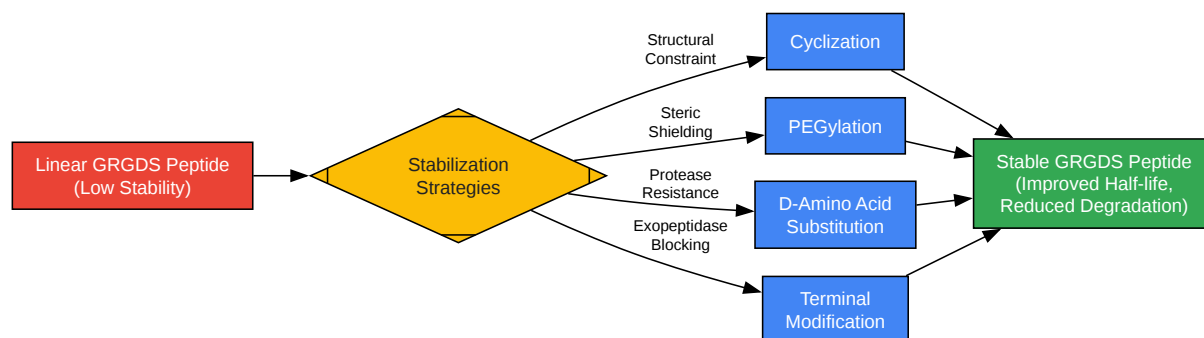 Linear GRGDS Peptide
(Low Stability)
Stabilization
Strategies
Structural
Constraint
Steric
Shielding
Protease
Resistance
Exopeptidase
Blocking
Cyclization
PEGylation
D-Amino Acid
Substitution
Terminal
Modification
Stable GRGDS Peptide
(Improved Half-life,
Reduced Degradation)